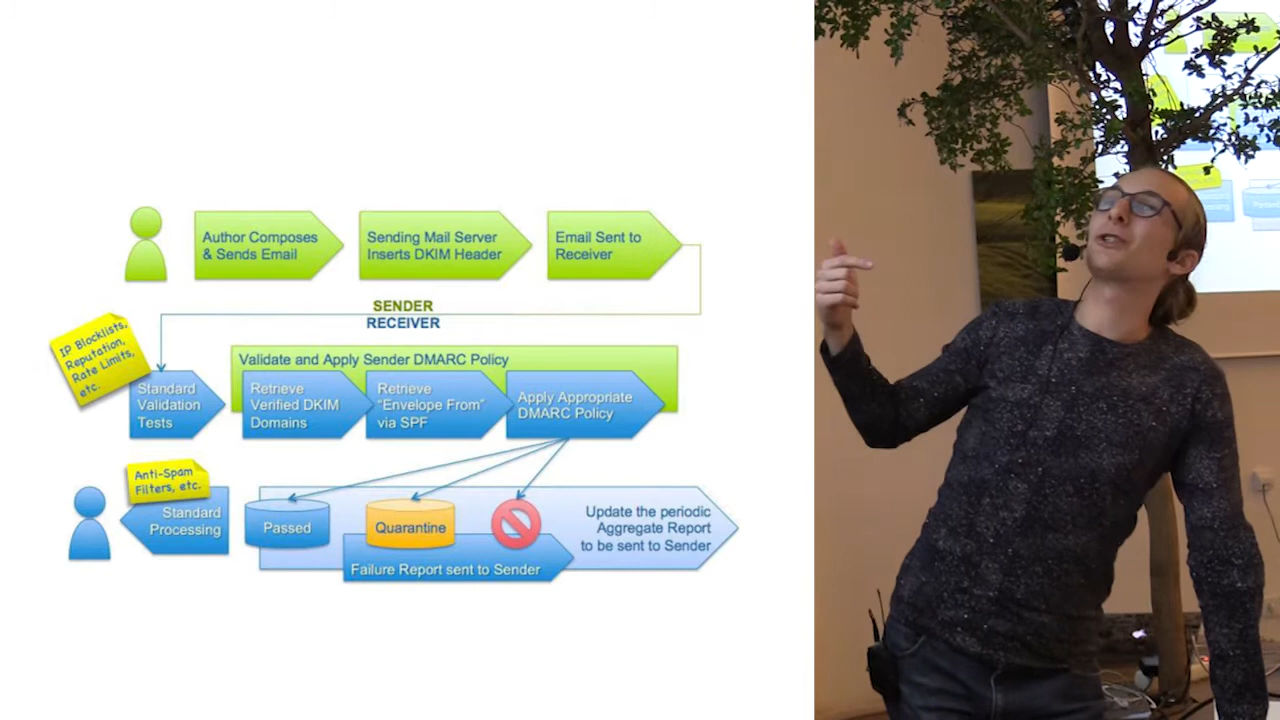 Author Composes
& Sends Email
Sending Mail Server
Inserts DKIM Header
Email Sent to
Receiver
SENDER
RECEIVER
IP Blocklists,
Reputation,
Rate Limits,
etc.
Validate and Apply Sender DMARC Policy
Standard
Validation
Tests
Retrieve
Verified DKIM
Domains
Retrieve
“Envelope From”
via SPF
Apply Appropriate
DMARC Policy
Anti-Spam
Filters, etc.
Standard
Processing
Passed
Quarantine
Update the periodic
Aggregate Report
to be sent to Sender
Failure Report sent to Sender